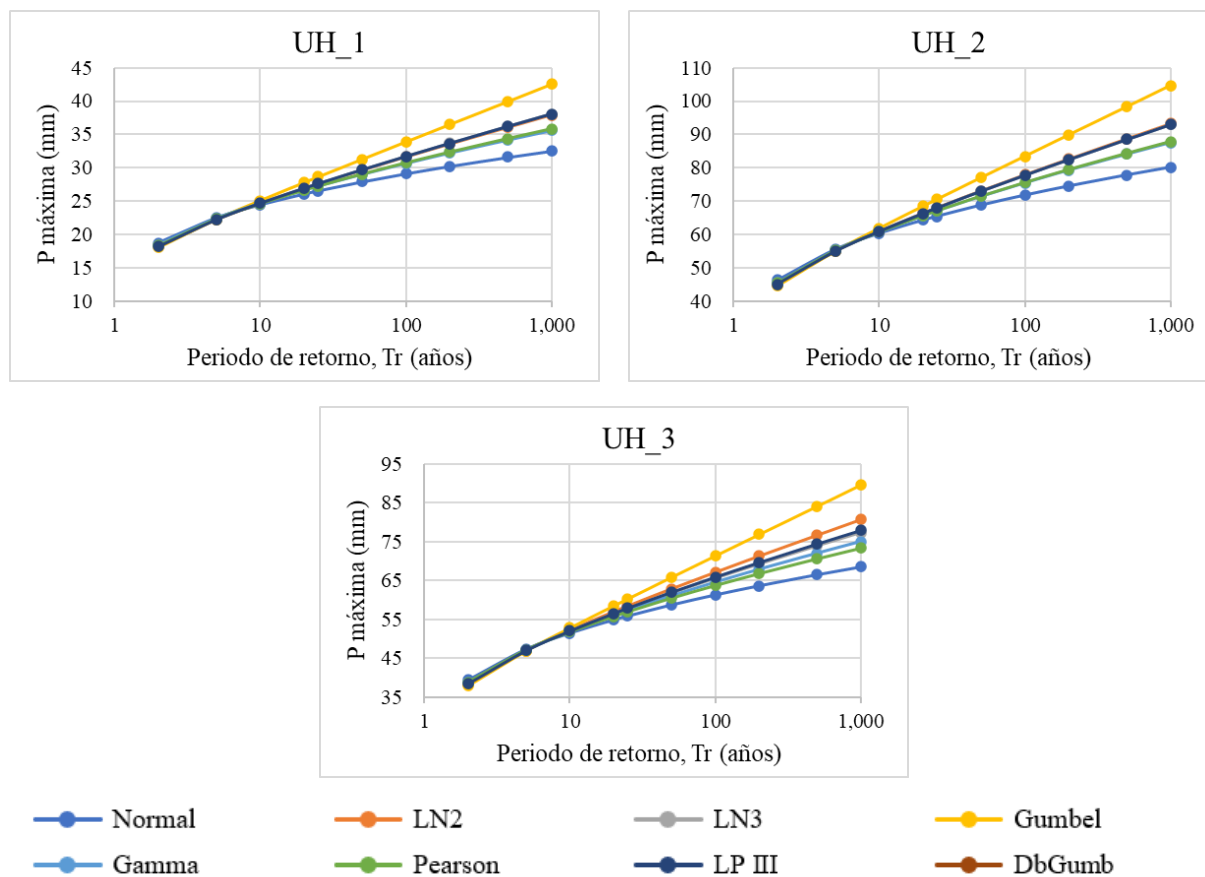 UH_1
P máxima (mm)
45
40
35
30
25
20
15
10
1 10 100 1,000
Periodo de retorno, Tr (años)
UH_2
P máxima (mm)
110
100
90
80
70
60
50
40
1 10 100 1,000
Periodo de retorno, Tr (años)
UH_3
P máxima (mm)
95
85
75
65
55
45
35
1 10 100 1,000
Periodo de retorno, Tr (años)
Normal LN2 LN3 Gumbel
Gamma Pearson LP III DbGumb